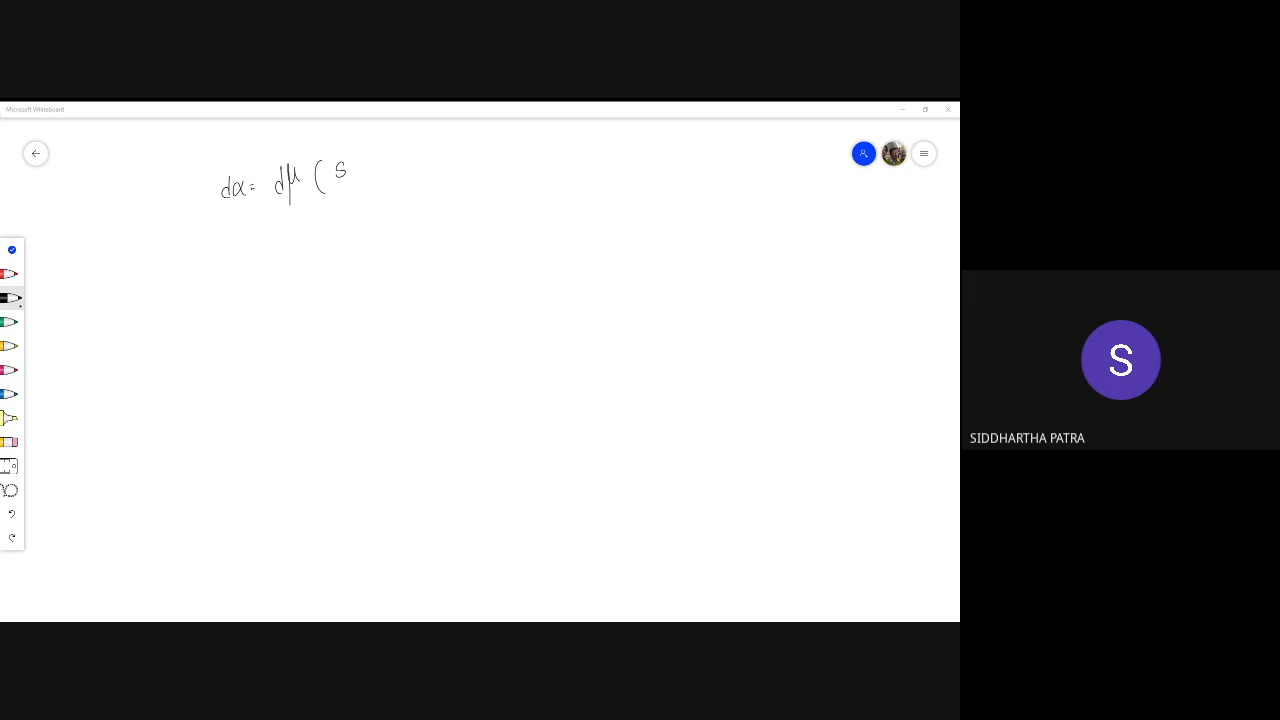 Microsoft Whiteboard
dα = dμ ( s
S
SIDDHARTHA PATRA